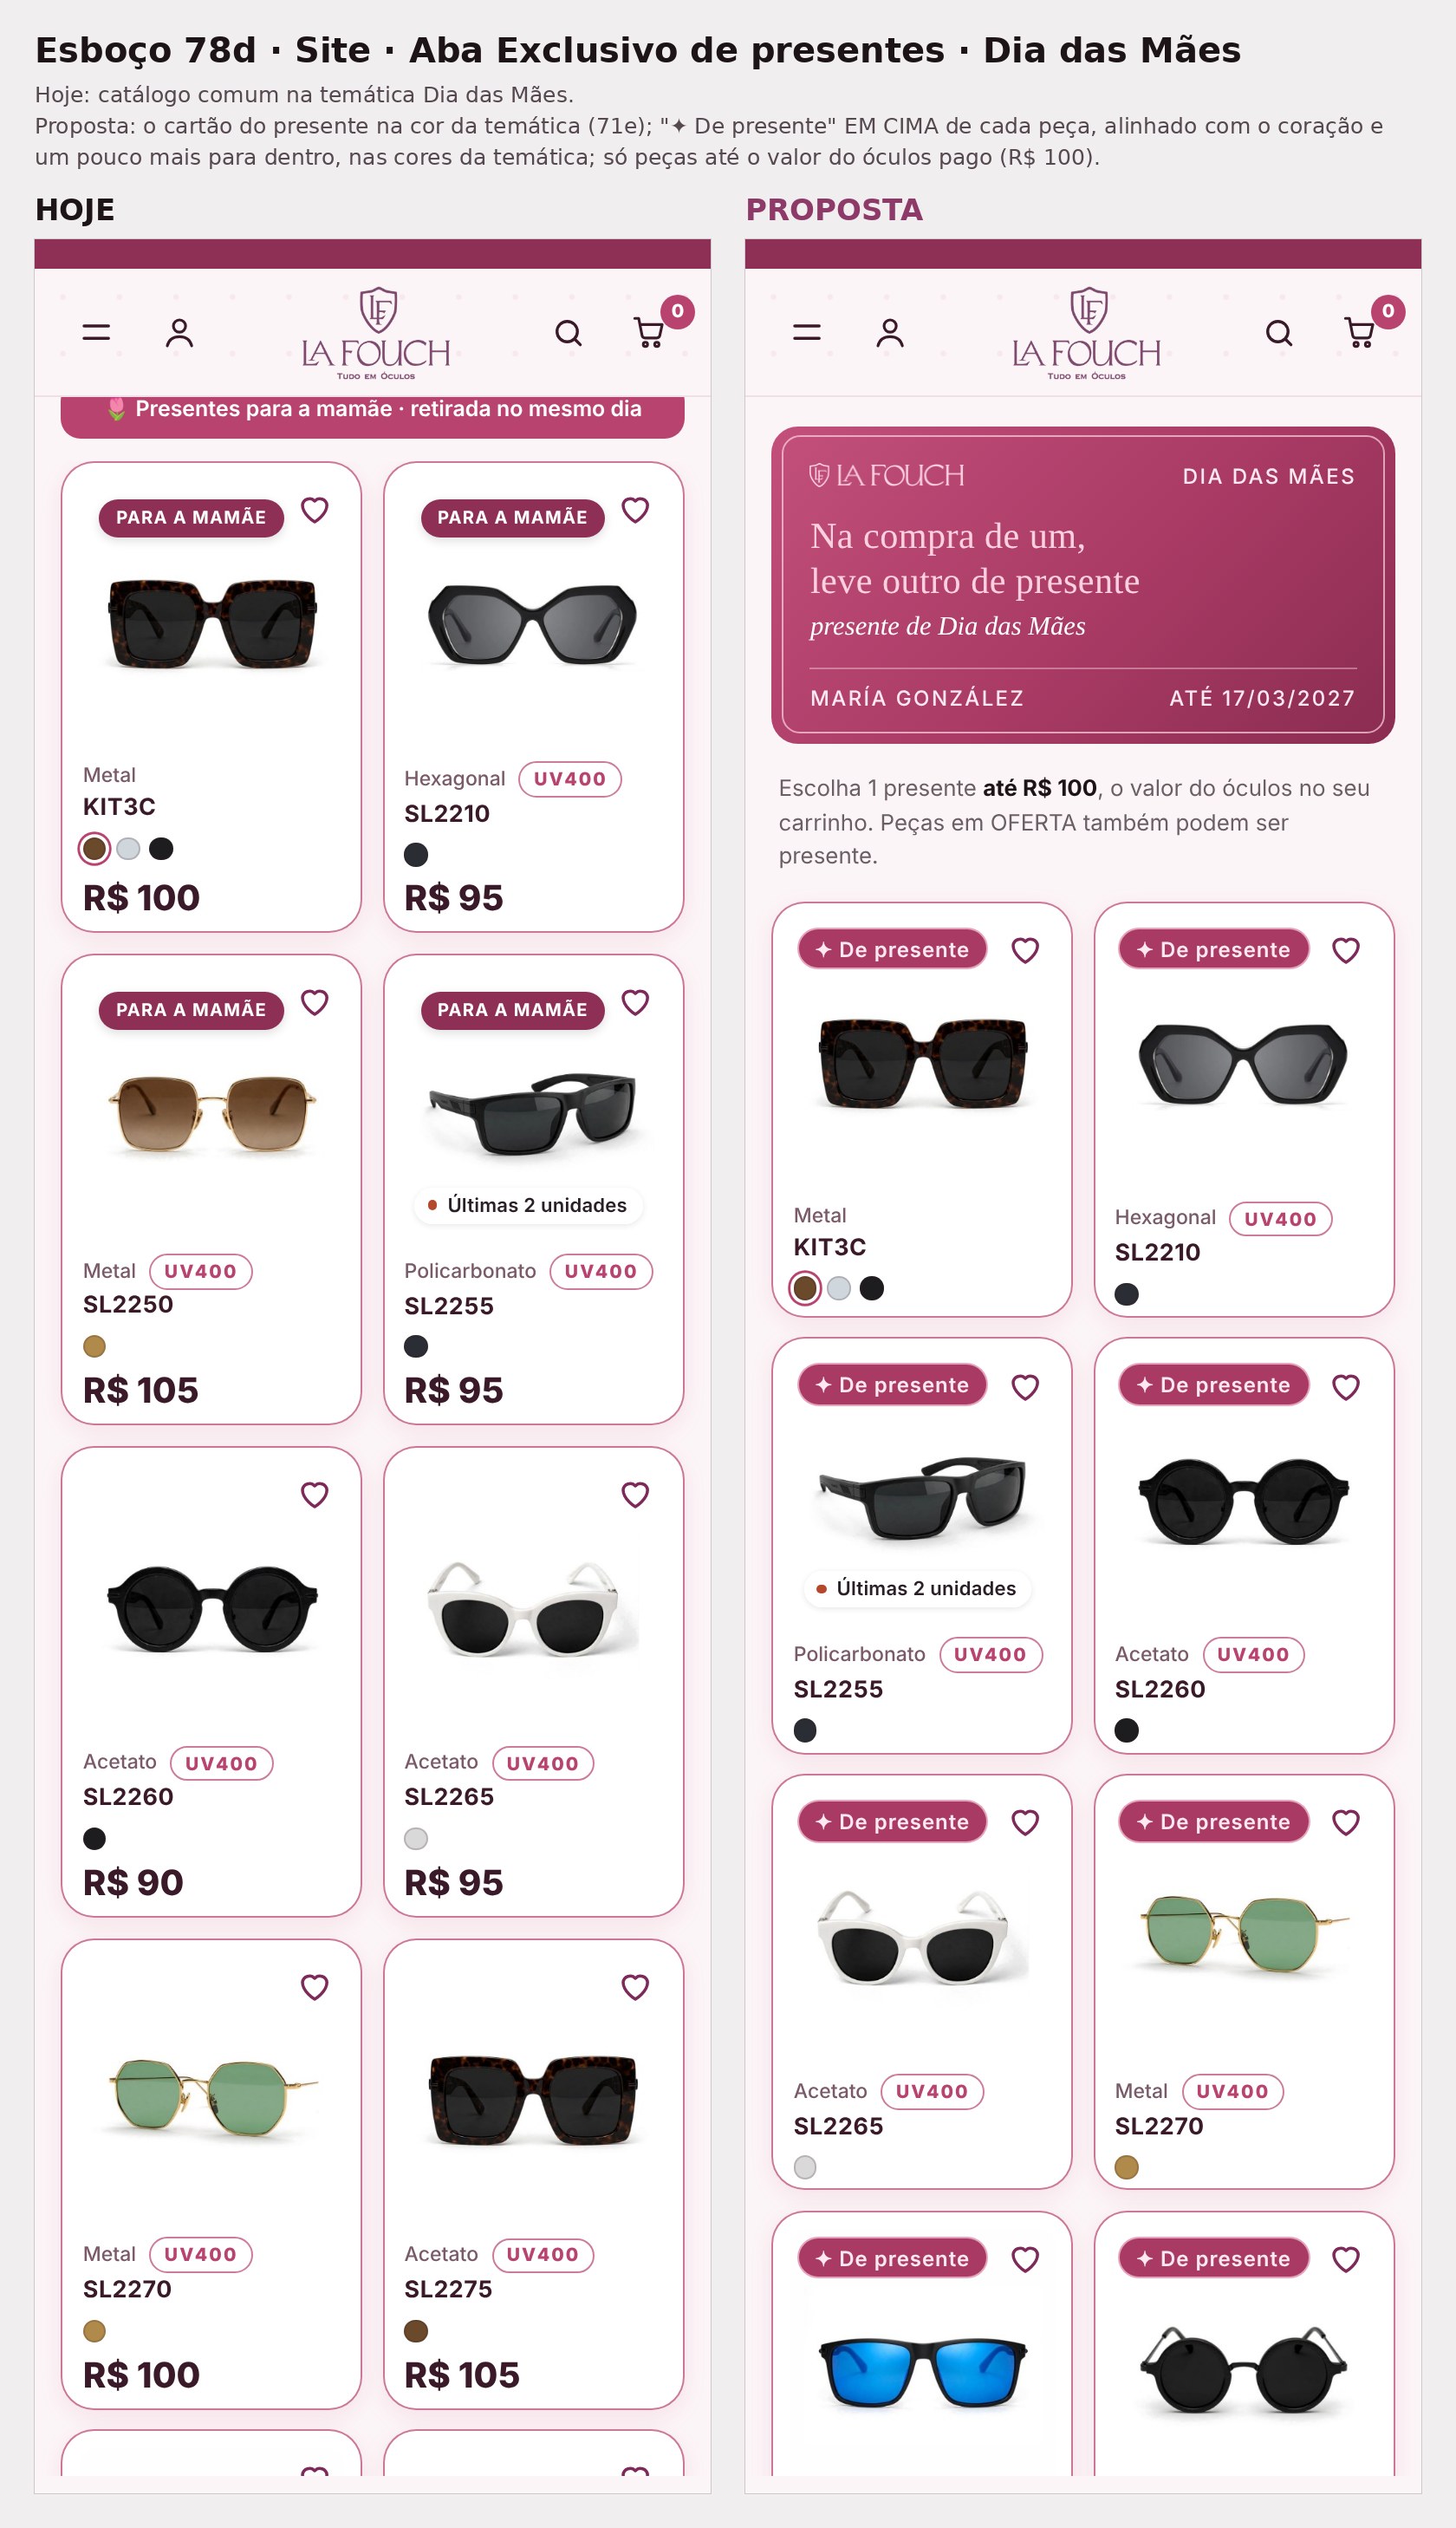 Esboço 78d · Site · Aba Exclusivo de presentes · Dia das Mães
Hoje: catálogo comum na temática Dia das Mães.
Proposta: o cartão do presente na cor da temática (71e); "✦ De presente" EM CIMA de cada peça, alinhado com o coração e
um pouco mais para dentro, nas cores da temática; só peças até o valor do óculos pago (R$ 100).
HOJE
LF
LA FOUCH
TUDO EM ÓCULOS
0
🌷 Presentes para a mamãe · retirada no mesmo dia
PARA A MAMÃE
PARA A MAMÃE
Metal
KIT3C
R$ 100
Hexagonal UV400
SL2210
R$ 95
PARA A MAMÃE
PARA A MAMÃE
Últimas 2 unidades
Metal UV400
SL2250
R$ 105
Policarbonato UV400
SL2255
R$ 95
Acetato UV400
SL2260
R$ 90
Acetato UV400
SL2265
R$ 95
Metal UV400
SL2270
R$ 100
Acetato UV400
SL2275
R$ 105
PROPOSTA
LF
LA FOUCH
TUDO EM ÓCULOS
0
LA FOUCH
DIA DAS MÃES
Na compra de um,
leve outro de presente
presente de Dia das Mães
MARÍA GONZÁLEZ
ATÉ 17/03/2027
Escolha 1 presente até R$ 100, o valor do óculos no seu
carrinho. Peças em OFERTA também podem ser
presente.
✦ De presente
✦ De presente
Metal
KIT3C
Hexagonal UV400
SL2210
✦ De presente
✦ De presente
Últimas 2 unidades
Policarbonato UV400
SL2255
Acetato UV400
SL2260
✦ De presente
✦ De presente
Acetato UV400
SL2265
Metal UV400
SL2270
✦ De presente
✦ De presente